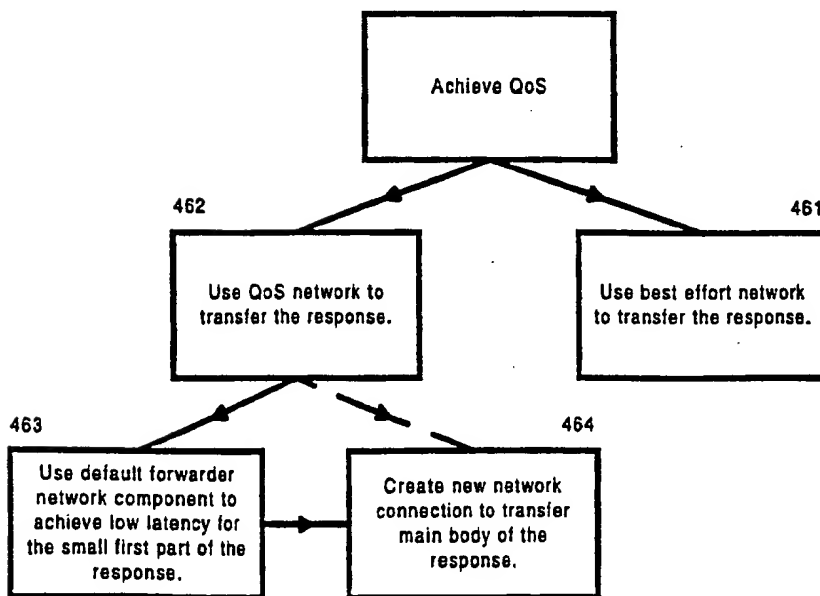 Achieve QoS
462
461
Use QoS network to
transfer the response.
Use best effort network
to transfer the response.
463
464
Use default forwarder
network component to
achieve low latency for
the small first part of the
response.
Create new network
connection to transfer
main body of the
response.